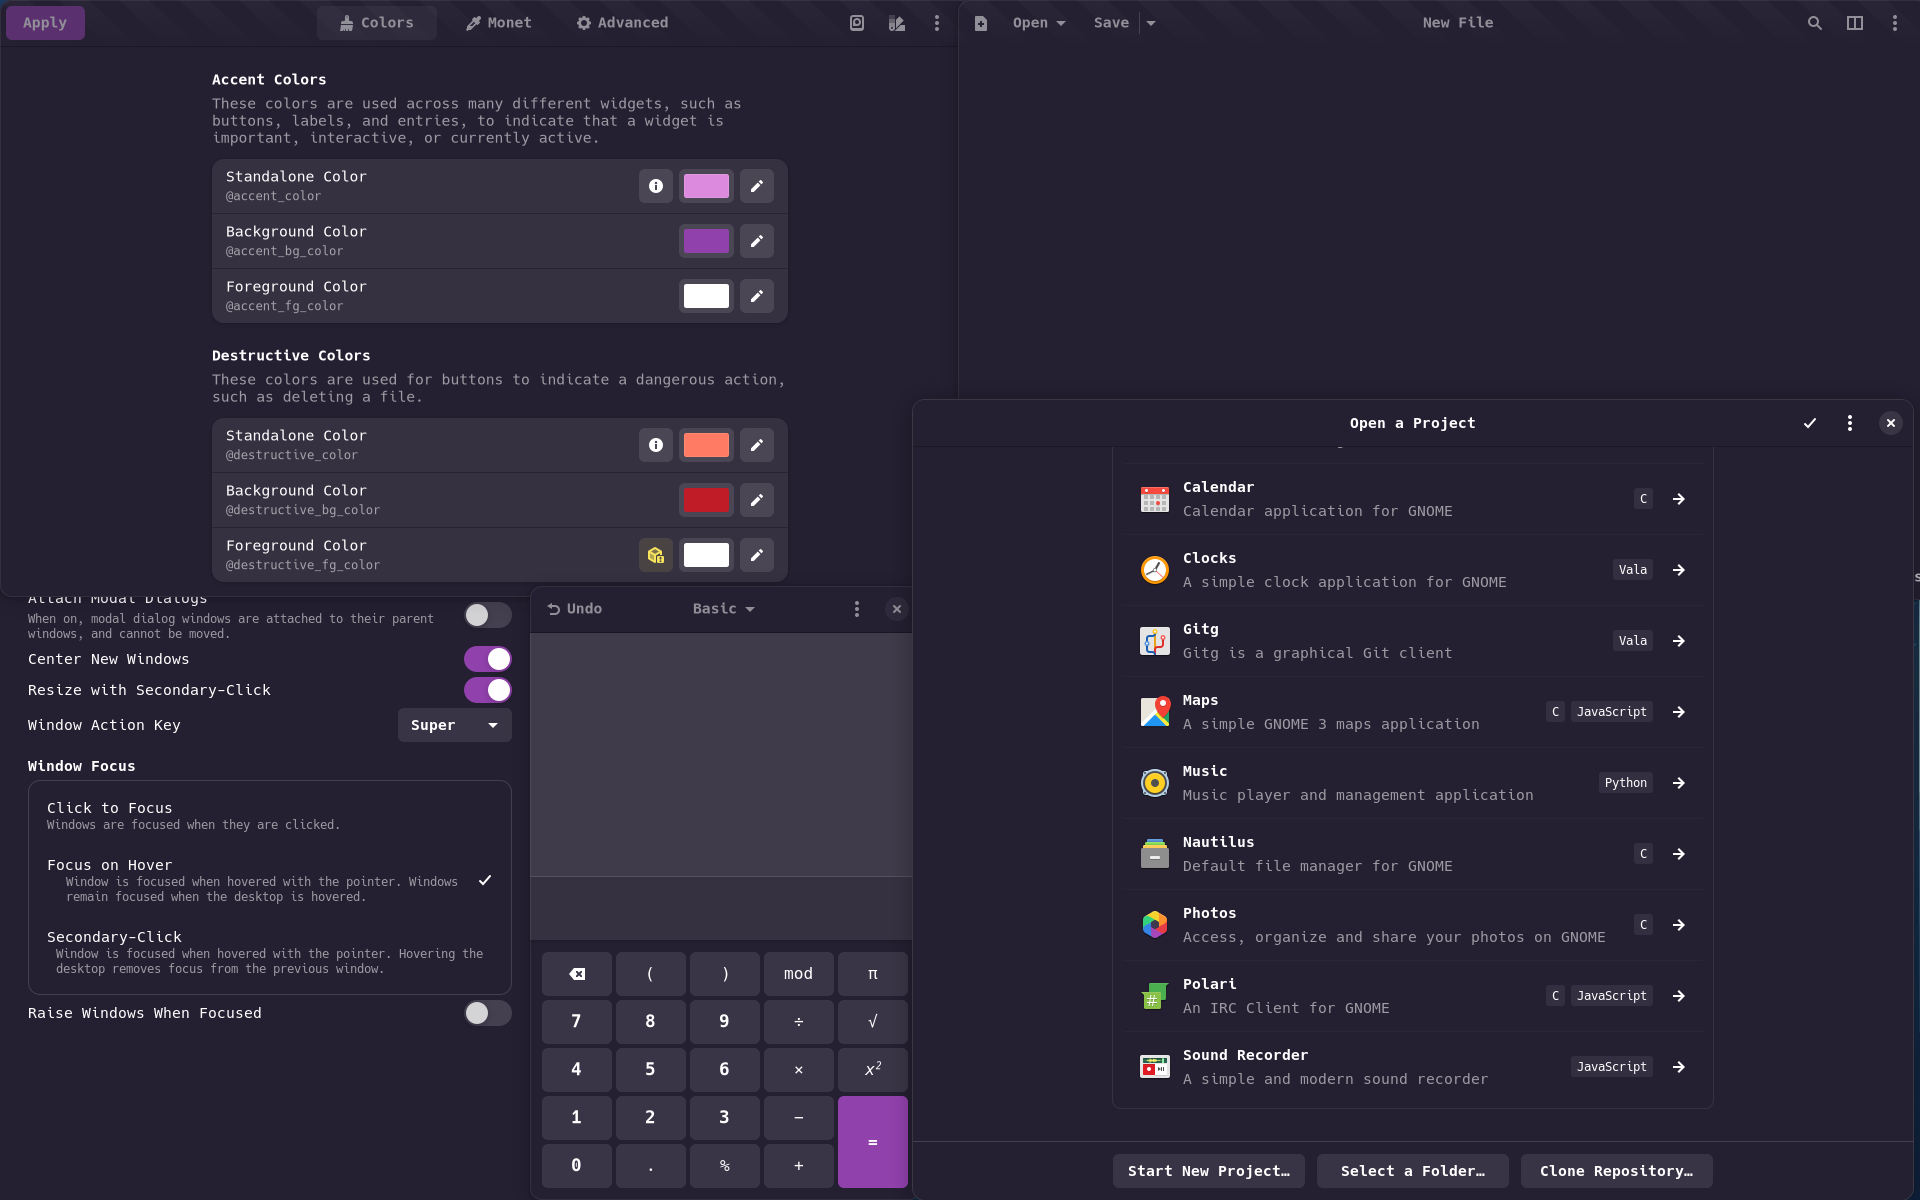 Apply
Colors
Monet
Advanced
Accent Colors
These colors are used across many different widgets, such as
buttons, labels, and entries, to indicate that a widget is
important, interactive, or currently active.
Standalone Color
@accent_color
Background Color
@accent_bg_color
Foreground Color
@accent_fg_color
Destructive Colors
These colors are used for buttons to indicate a dangerous action,
such as deleting a file.
Standalone Color
@destructive_color
Background Color
@destructive_bg_color
Foreground Color
@destructive_fg_color
Open
Save
New File
Attach Modal Dialogs
When on, modal dialog windows are attached to their parent
windows, and cannot be moved.
Center New Windows
Resize with Secondary-Click
Window Action Key
Super
Window Focus
Click to Focus
Windows are focused when they are clicked.
Focus on Hover
Window is focused when hovered with the pointer. Windows
remain focused when the desktop is hovered.
Secondary-Click
Window is focused when hovered with the pointer. Hovering the
desktop removes focus from the previous window.
Raise Windows When Focused
Undo
Basic
( ) mod π
7 8 9 ÷ √
4 5 6 × x²
1 2 3 −
=
0 . % +
Open a Project
Calendar
Calendar application for GNOME
C
Clocks
A simple clock application for GNOME
Vala
Gitg
Gitg is a graphical Git client
Vala
Maps
A simple GNOME 3 maps application
C JavaScript
Music
Music player and management application
Python
Nautilus
Default file manager for GNOME
C
Photos
Access, organize and share your photos on GNOME
C
Polari
An IRC Client for GNOME
C JavaScript
Sound Recorder
A simple and modern sound recorder
JavaScript
Start New Project…
Select a Folder…
Clone Repository…